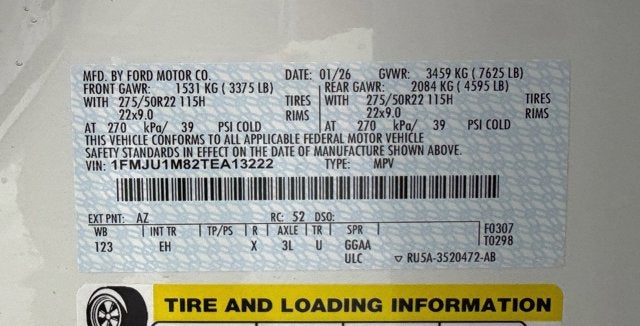 MFD. BY FORD MOTOR CO. DATE: 01/26 GVWR: 3459 KG ( 7625 LB)
FRONT GAWR: 1531 KG ( 3375 LB) REAR GAWR: 2084 KG ( 4595 LB)
WITH 275/50R22 115H TIRES WITH 275/50R22 115H TIRES
22x9.0 RIMS 22x9.0 RIMS
AT 270 kPa/ 39 PSI COLD AT 270 kPa/ 39 PSI COLD
THIS VEHICLE CONFORMS TO ALL APPLICABLE FEDERAL MOTOR VEHICLE
SAFETY STANDARDS IN EFFECT ON THE DATE OF MANUFACTURE SHOWN ABOVE.
VIN: 1FMJU1M82TEA13222 TYPE: MPV
EXT PNT: AZ RC: 52 DSO:
WB INT TR TP/PS R AXLE TR SPR F0307
123 EH X 3L U GGAA T0298
ULC ▽ RU5A-3520472-AB
TIRE AND LOADING INFORMATION